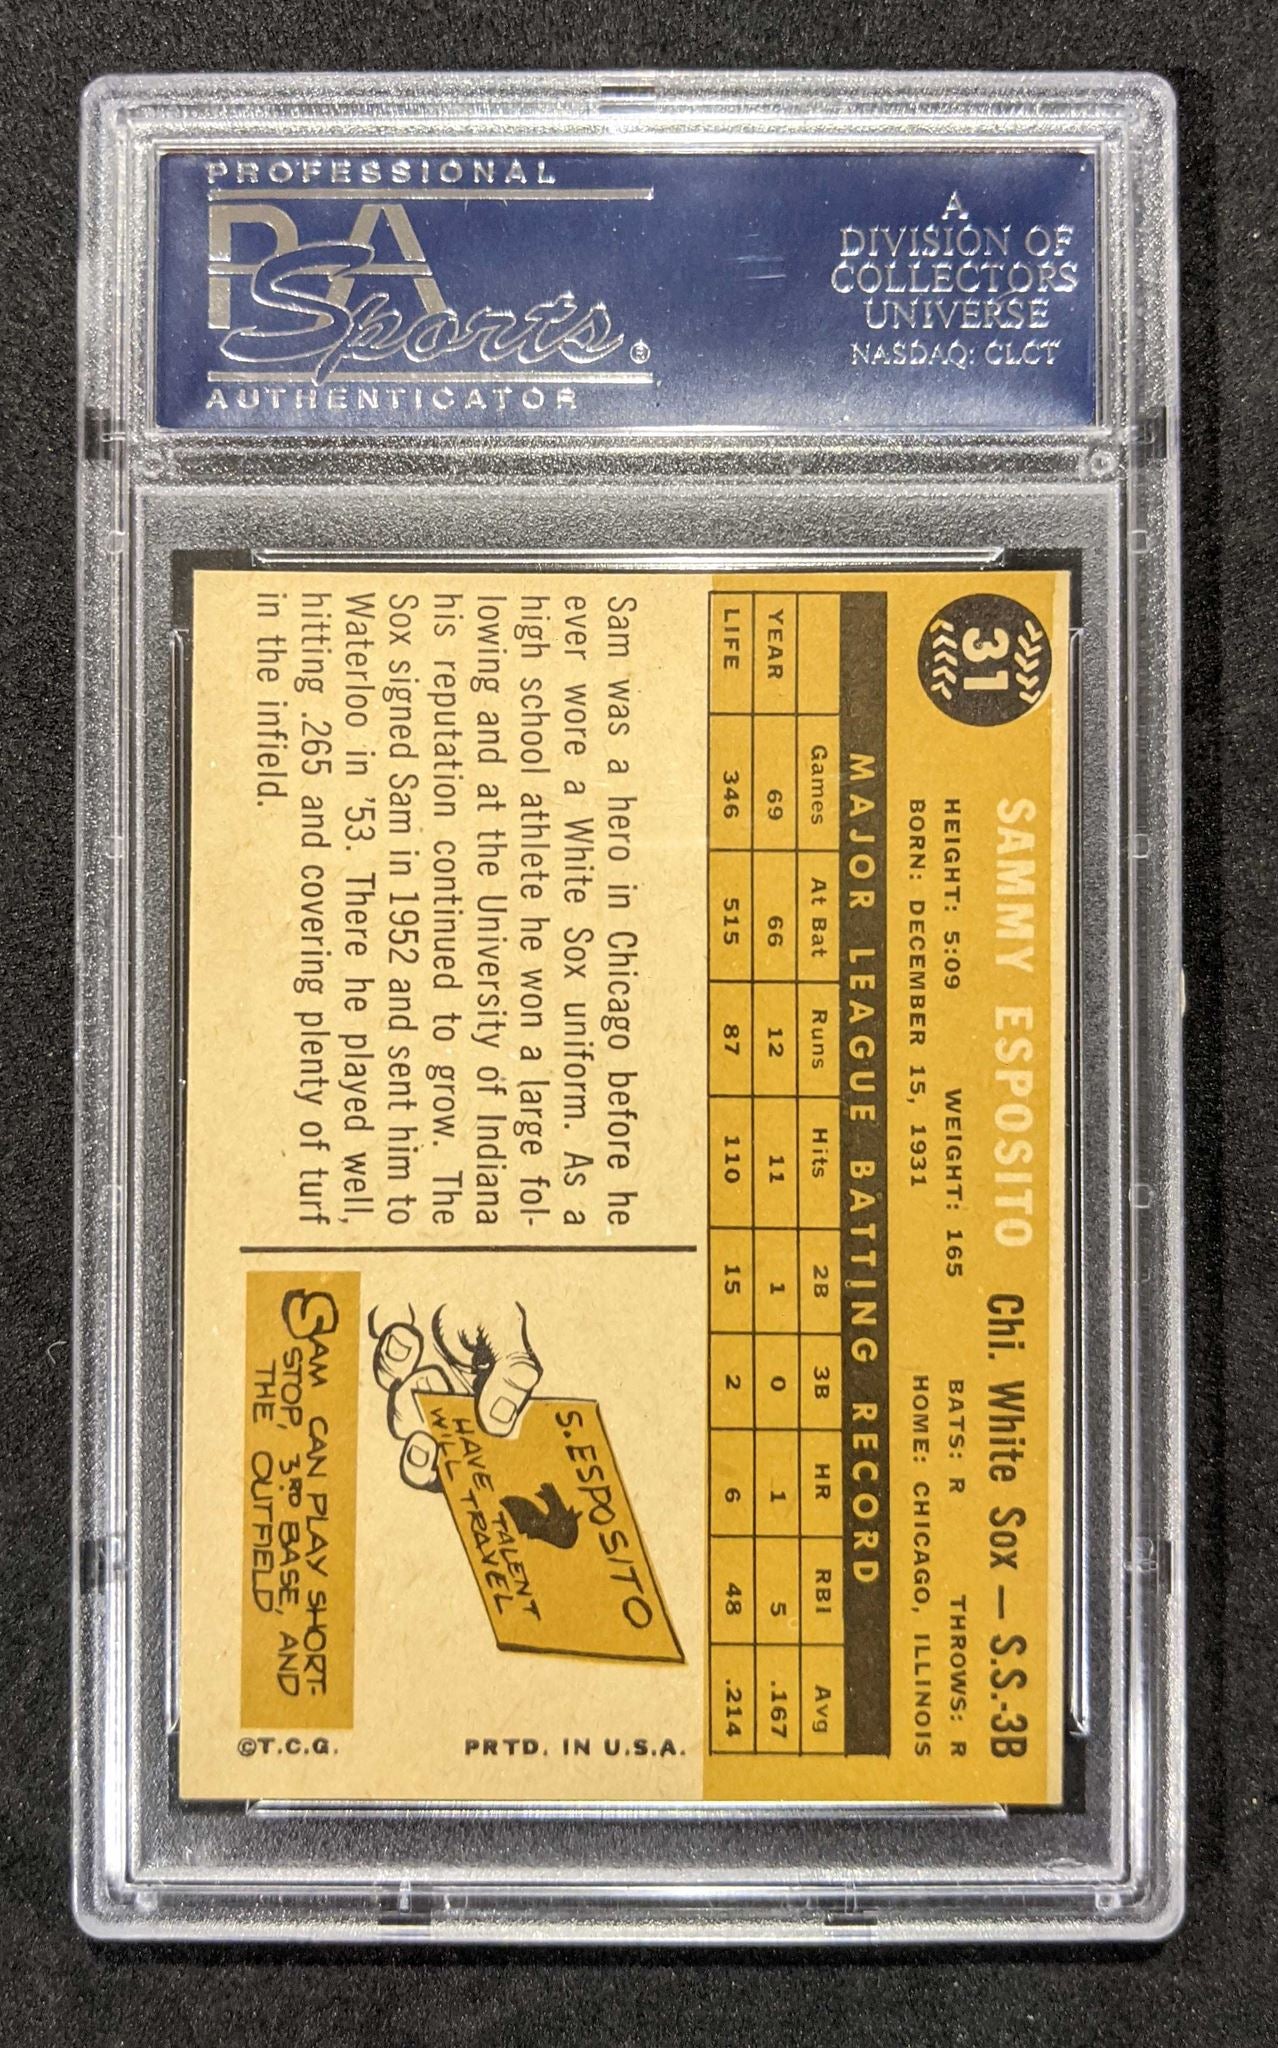 PROFESSIONAL
PSA
Sports®
AUTHENTICATOR
A
DIVISION OF
COLLECTORS
UNIVERSE
NASDAQ: CLCT
31
SAMMY ESPOSITO Chi. White Sox — S.S.-3B
HEIGHT: 5:09 WEIGHT: 165 BATS: R THROWS: R
BORN: DECEMBER 15, 1931 HOME: CHICAGO, ILLINOIS
MAJOR LEAGUE BATTING RECORD
Games At Bat Runs Hits 2B 3B HR RBI Avg
YEAR 69 66 12 11 1 0 1 5 .167
LIFE 346 515 87 110 15 2 6 48 .214
Sam was a hero in Chicago before he
ever wore a White Sox uniform. As a
high school athlete he won a large fol-
lowing and at the University of Indiana
his reputation continued to grow. The
Sox signed Sam in 1952 and sent him to
Waterloo in '53. There he played well,
hitting .265 and covering plenty of turf
in the infield.
S. ESPOSITO
HAVE TALENT
WILL TRAVEL
SAM CAN PLAY SHORT-
STOP, 3RD BASE, AND
THE OUTFIELD
©T.C.G. PRTD. IN U.S.A.